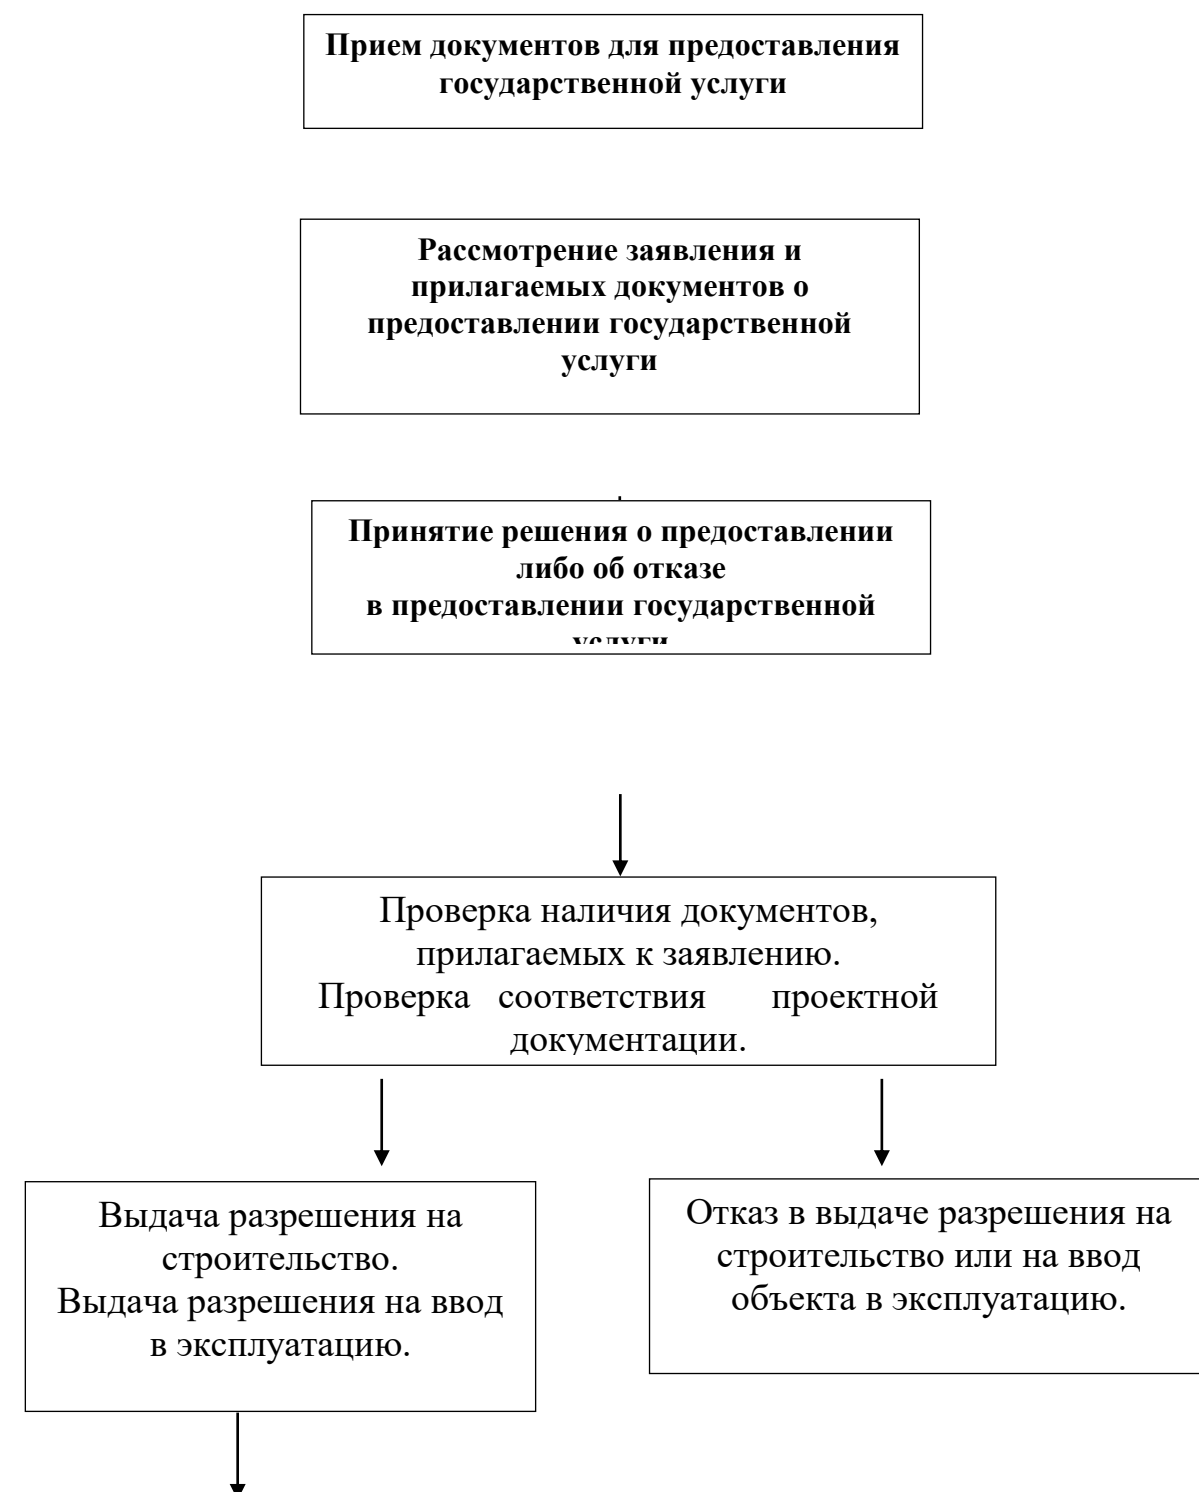 Прием документов для предоставления
государственной услуги
Рассмотрение заявления и
прилагаемых документов о
предоставлении государственной
услуги
Принятие решения о предоставлении
либо об отказе
в предоставлении государственной
услуги
Проверка наличия документов,
прилагаемых к заявлению.
Проверка соответствия проектной
документации.
Выдача разрешения на
строительство.
Выдача разрешения на ввод
в эксплуатацию.
Отказ в выдаче разрешения на
строительство или на ввод
объекта в эксплуатацию.